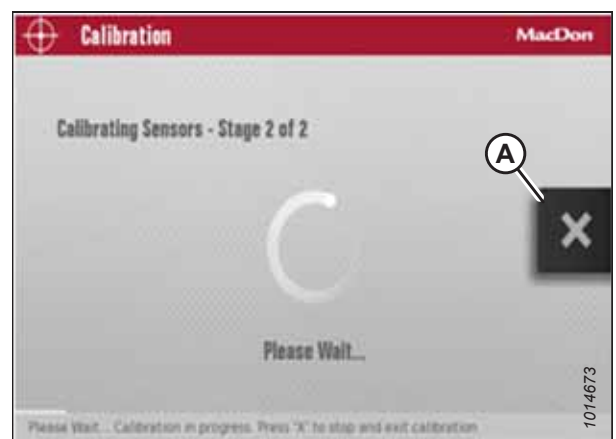 Calibration
MacDon
Calibrating Sensors - Stage 2 of 2
A
X
Please Wait...
Please Wait... Calibration in progress. Press 'X' to stop and exit calibration
1014673